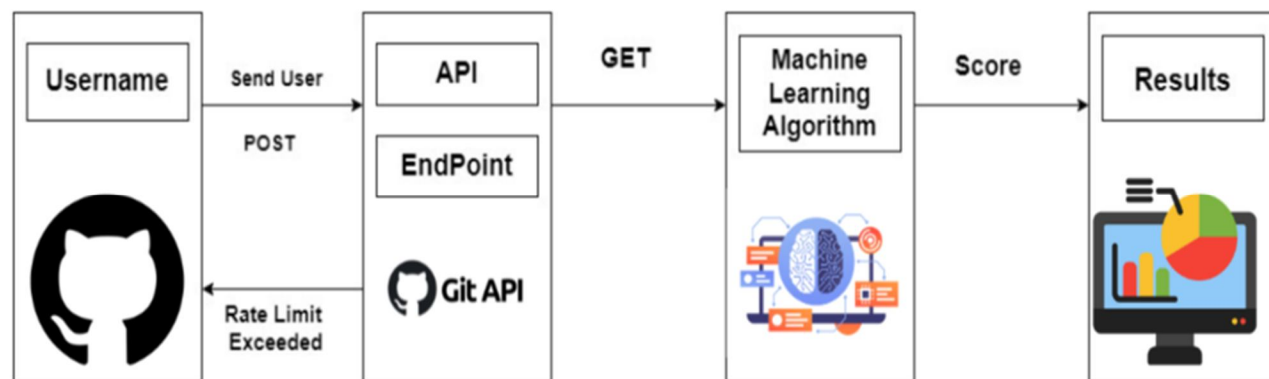 Username
Send User
POST
Rate Limit
Exceeded
API
EndPoint
Git API
GET
Machine
Learning
Algorithm
Score
Results